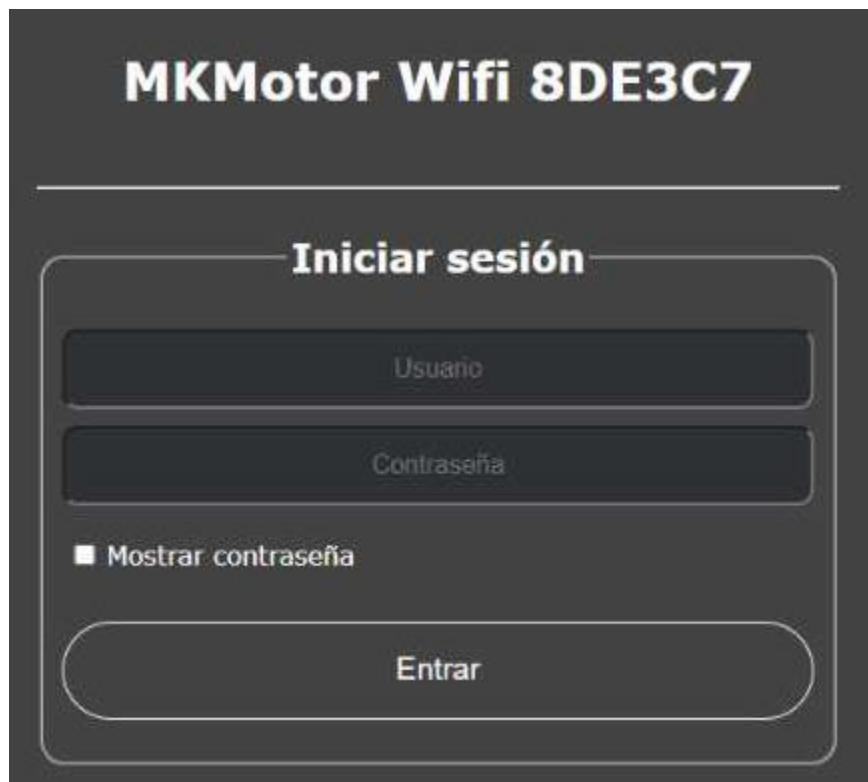 MKMotor Wifi 8DE3C7
Iniciar sesión
Usuario
Contraseña
Mostrar contraseña
Entrar